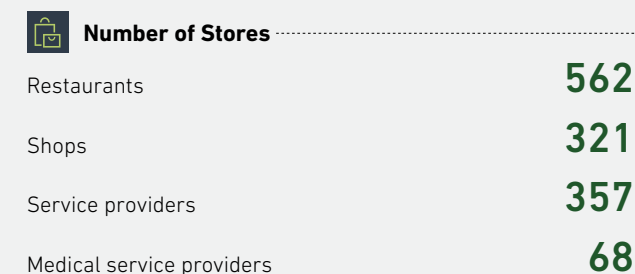 Number of Stores
Restaurants 562
Shops 321
Service providers 357
Medical service providers 68